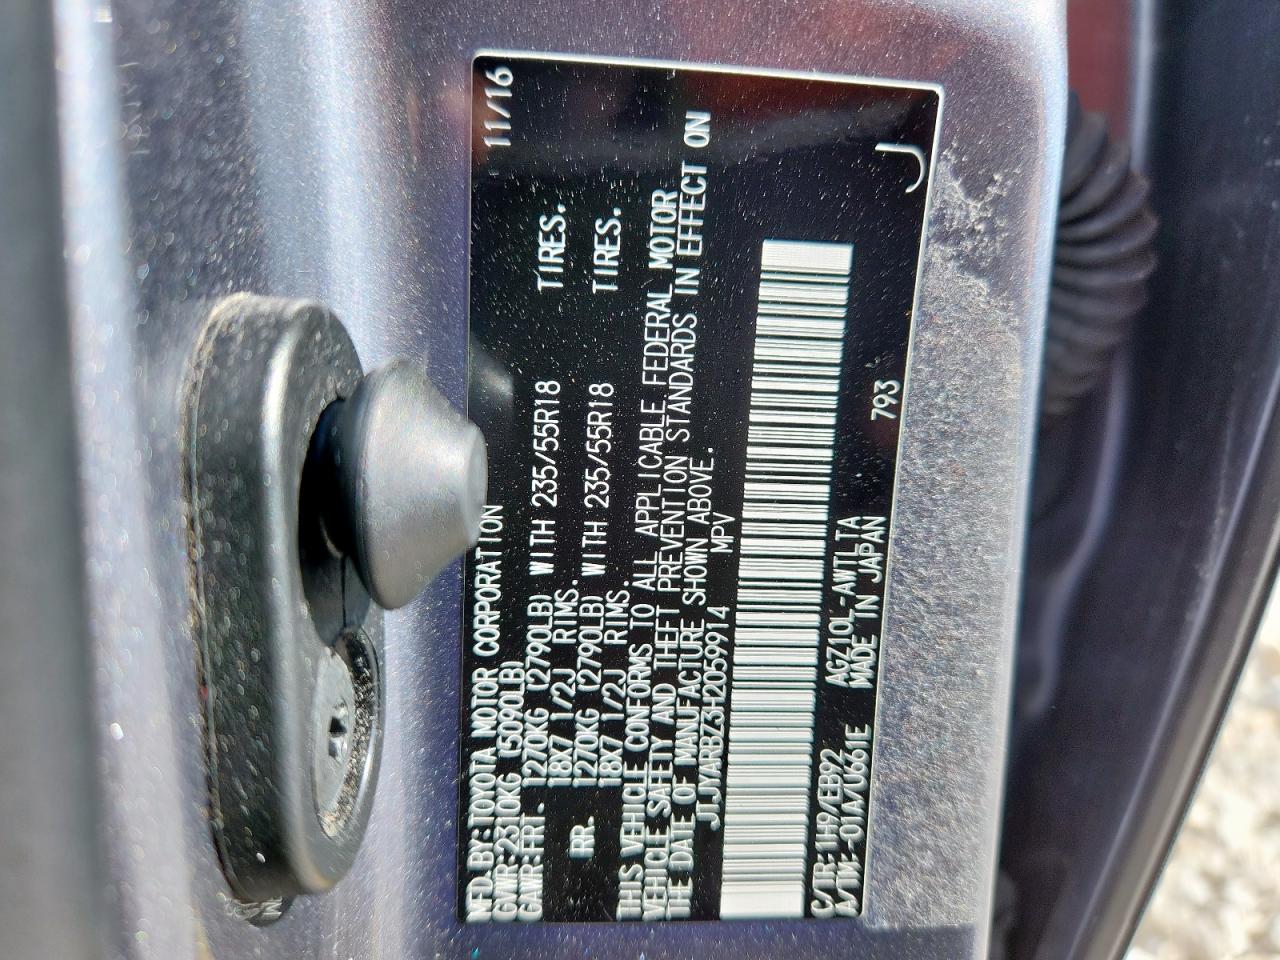 MFD.BY:TOYOTA MOTOR CORPORATION 11/16
GVWR:2310KG (5090LB)
GAWR:FRT. 1270KG (2790LB) WITH 235/55R18 TIRES.
18X7 1/2J RIMS.
RR. 1270KG (2790LB) WITH 235/55R18 TIRES.
18X7 1/2J RIMS.
THIS VEHICLE CONFORMS TO ALL APPLICABLE FEDERAL MOTOR
VEHICLE SAFETY AND THEFT PREVENTION STANDARDS IN EFFECT ON
THE DATE OF MANUFACTURE SHOWN ABOVE.
JTJYARBZ3H2059914 MPV
C/TR:1H9/EB92 AGZ10L-AWTLTA
A/TM:-01A/U661E MADE IN JAPAN 793
J